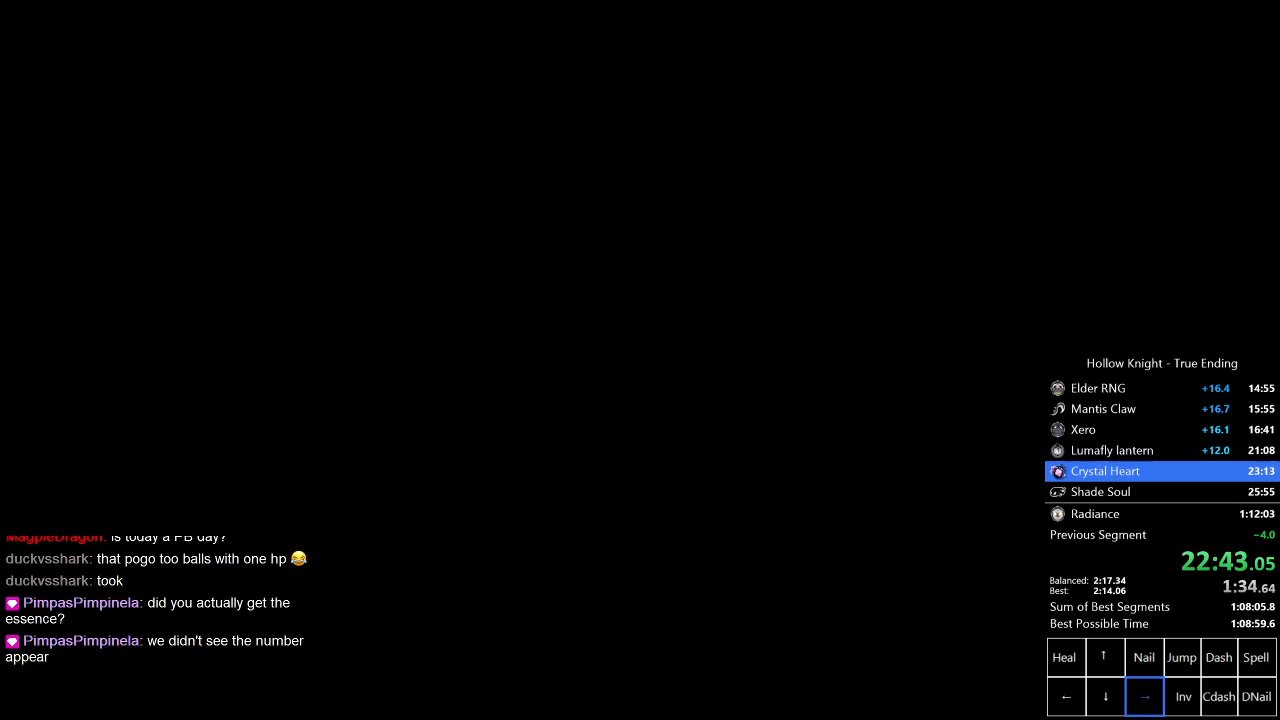 Hollow Knight - True Ending
Elder RNG +16.4 14:55
Mantis Claw +16.7 15:55
Xero +16.1 16:41
Lumafly lantern +12.0 21:08
Crystal Heart 23:13
Shade Soul 25:55
Radiance 1:12:03
Previous Segment −4.0
22:43.05
Balanced: 2:17.34
Best: 2:14.06
1:34.64
Sum of Best Segments 1:08:05.8
Best Possible Time 1:08:59.6
Heal ↑ Nail Jump Dash Spell
← ↓ → Inv Cdash DNail
MagpieDragon: is today a PB day?
duckvsshark: that pogo too balls with one hp 😂
duckvsshark: took
PimpasPimpinela: did you actually get the
essence?
PimpasPimpinela: we didn't see the number
appear